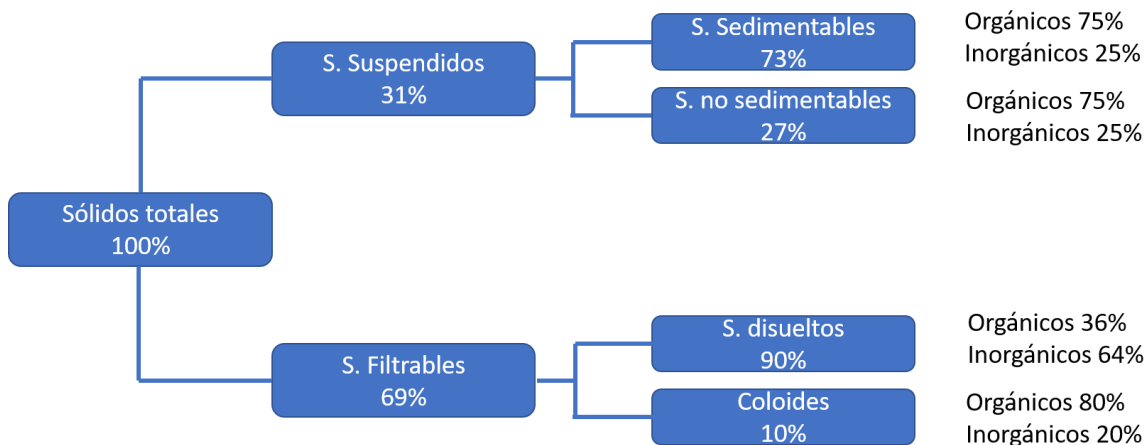 S. Sedimentables
73%
Orgánicos 75%
Inorgánicos 25%
S. Suspendidos
31%
S. no sedimentables
27%
Orgánicos 75%
Inorgánicos 25%
Sólidos totales
100%
S. disueltos
90%
Orgánicos 36%
Inorgánicos 64%
S. Filtrables
69%
Coloides
10%
Orgánicos 80%
Inorgánicos 20%